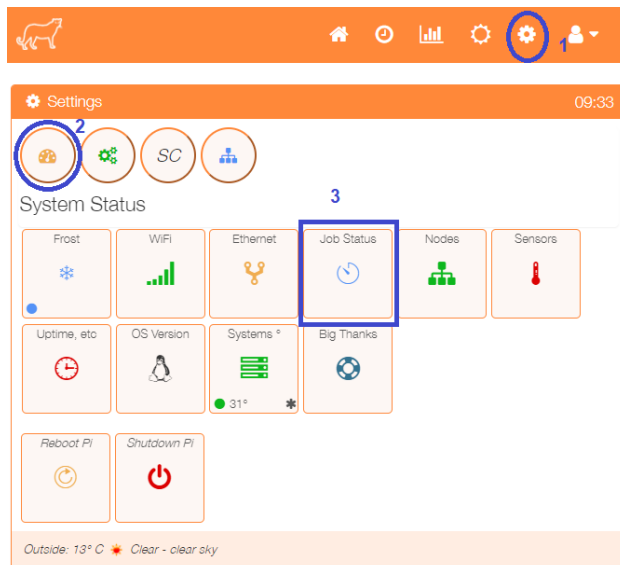 1
Settings 09:33
2
SC
System Status
3
Frost WiFi Ethernet Job Status Nodes Sensors
Uptime, etc OS Version Systems ° Big Thanks
31°
Reboot Pi Shutdown Pi
Outside: 13° C Clear - clear sky